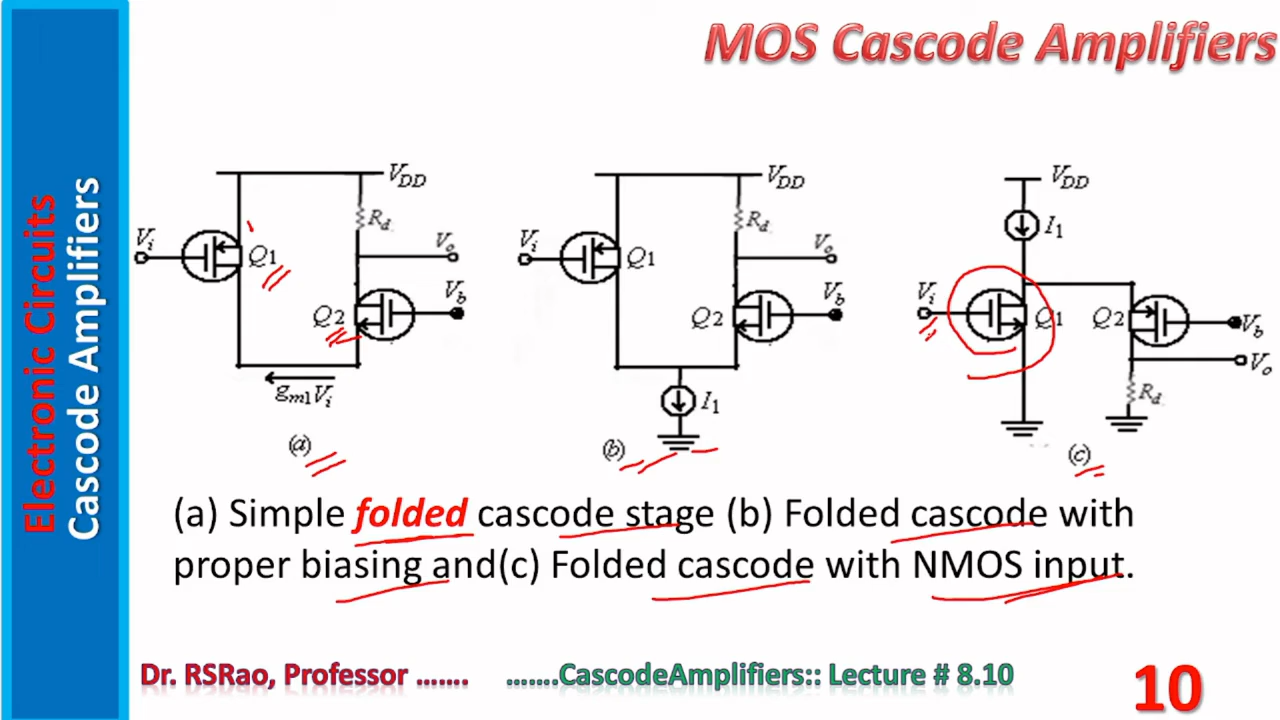 MOS Cascode Amplifiers
Electronic Circuits
Cascode Amplifiers
VDD
Rd
Vi
Q1
Vo
Vb
Q2
gm1Vi
(a)
VDD
Rd
Vi
Q1
Vo
Vb
Q2
I1
(b)
VDD
I1
Vi
Q1
Q2
Vb
Vo
Rd
(c)
(a) Simple folded cascode stage (b) Folded cascode with
proper biasing and(c) Folded cascode with NMOS input.
Dr. RSRao, Professor ....... .......CascodeAmplifiers:: Lecture # 8.10
10